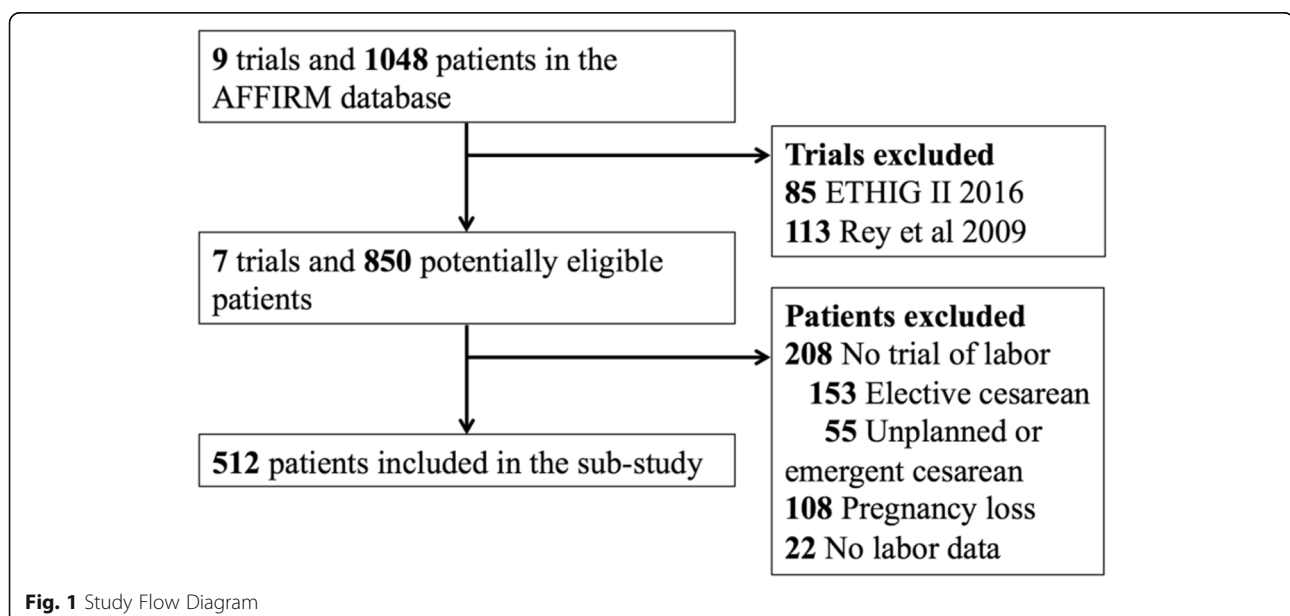 9 trials and 1048 patients in the
AFFIRM database
Trials excluded
85 ETHIG II 2016
113 Rey et al 2009
7 trials and 850 potentially eligible
patients
Patients excluded
208 No trial of labor
153 Elective cesarean
55 Unplanned or
emergent cesarean
108 Pregnancy loss
22 No labor data
512 patients included in the sub-study
Fig. 1 Study Flow Diagram